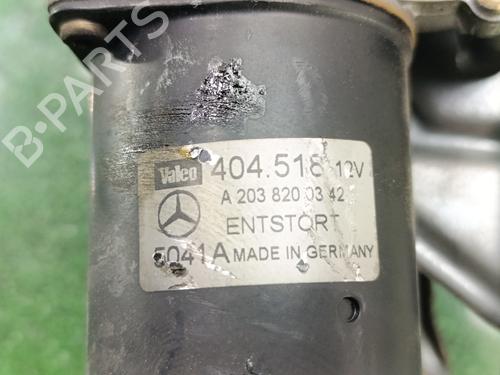 B-PARTS
Valeo 404.518 12V
A 203 820 03 42
ENTSTÖRT
5041A MADE IN GERMANY